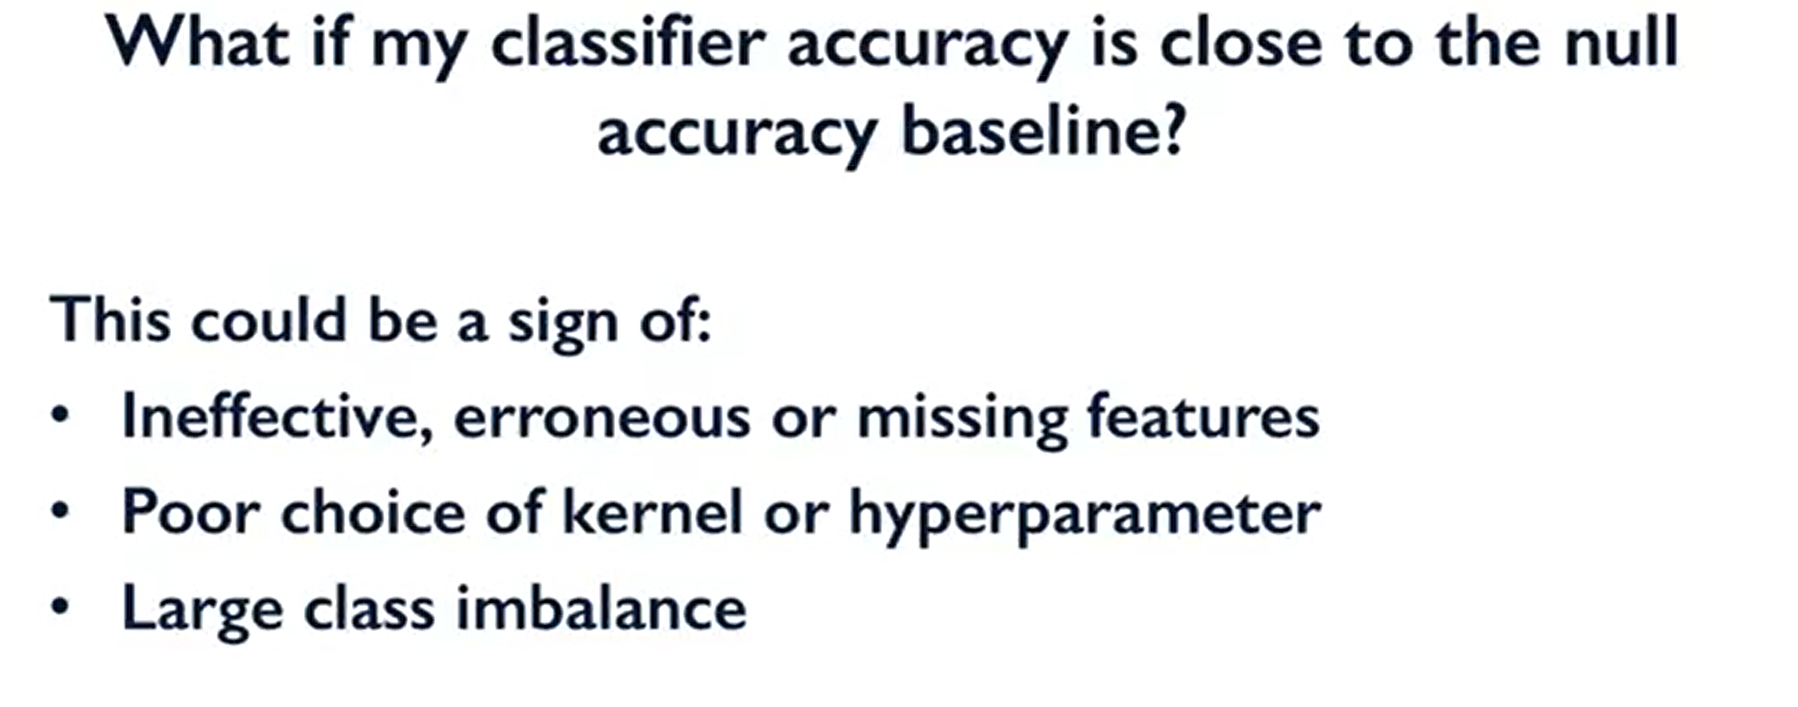 What if my classifier accuracy is close to the null
accuracy baseline?
This could be a sign of:
• Ineffective, erroneous or missing features
• Poor choice of kernel or hyperparameter
• Large class imbalance